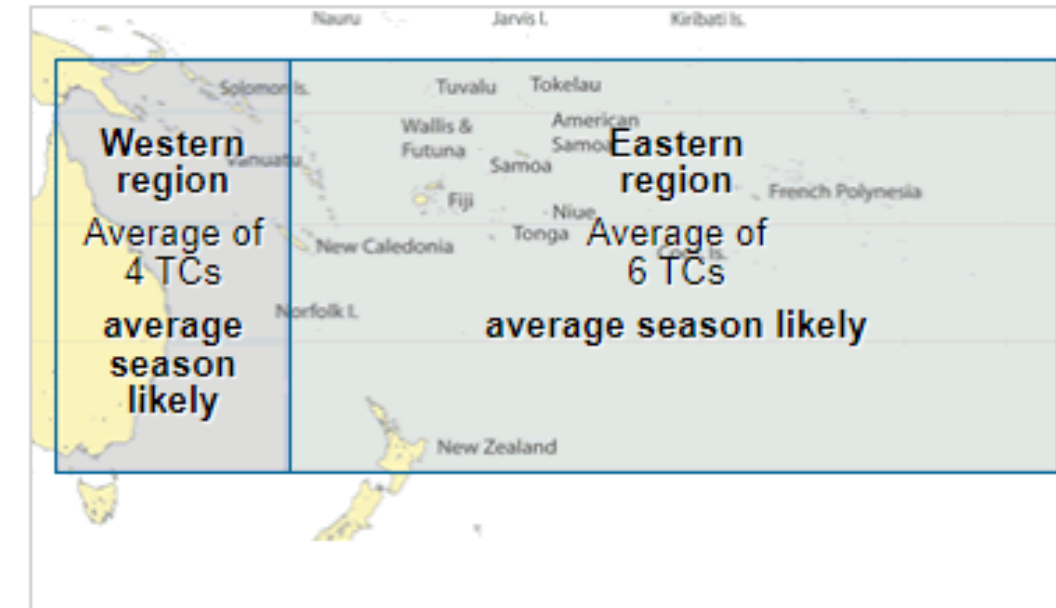 Nauru
Jarvis I.
Kiribati Is.
Solomon Is.
Tuvalu
Tokelau
Western
region
Average of
4 TCs
average
season
likely
Vanuatu
Wallis &
Futuna
American
Samoa
Samoa
Eastern
region
Average of
6 TCs
average season likely
Fiji
Niue
French Polynesia
New Caledonia
Tonga
Cook Is.
Norfolk I.
New Zealand